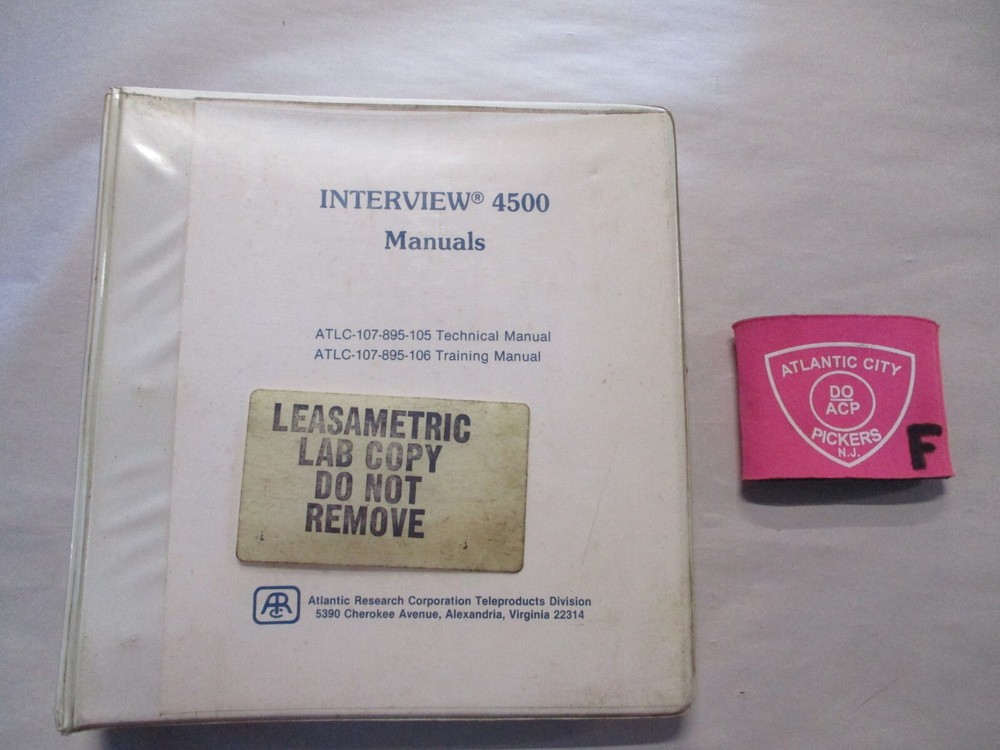 INTERVIEW® 4500
Manuals
ATLC-107-895-105 Technical Manual
ATLC-107-895-106 Training Manual
LEASAMETRIC
LAB COPY
DO NOT
REMOVE
ARC
Atlantic Research Corporation Teleproducts Division
5390 Cherokee Avenue, Alexandria, Virginia 22314
ATLANTIC CITY
DO
ACP
PICKERS
N.J.
F